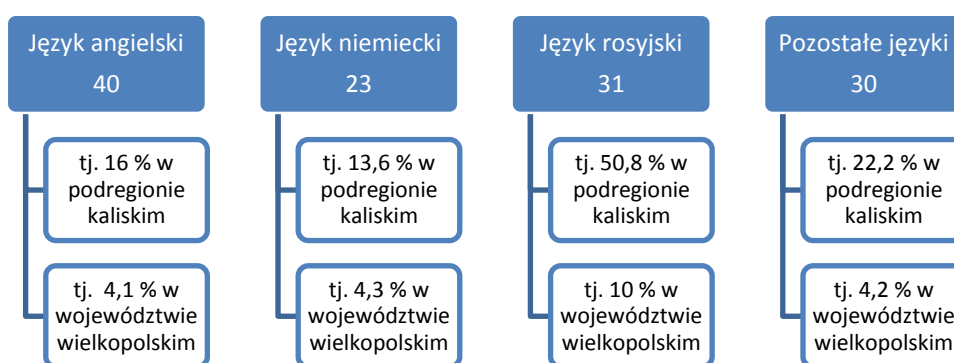 Język angielski
40
tj. 16 % w
podregionie
kaliskim
tj. 4,1 % w
województwie
wielkopolskim
Język niemiecki
23
tj. 13,6 % w
podregionie
kaliskim
tj. 4,3 % w
województwie
wielkopolskim
Język rosyjski
31
tj. 50,8 % w
podregionie
kaliskim
tj. 10 % w
województwie
wielkopolskim
Pozostałe języki
30
tj. 22,2 % w
podregionie
kaliskim
tj. 4,2 % w
województwie
wielkopolskim